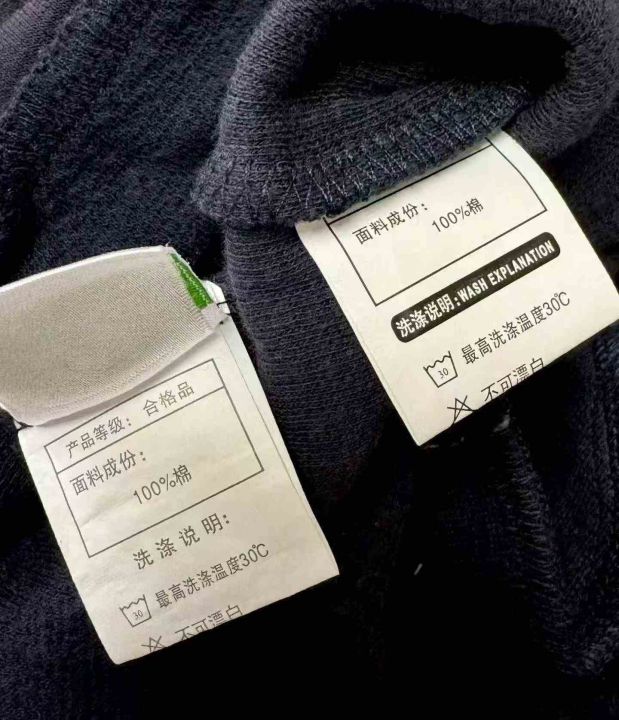 产品等级：合格品
面料成份：
100%棉
洗涤说明：
30
最高洗涤温度30℃
不可漂白
面料成份：
100%棉
洗涤说明:WASH EXPLANATION
30
最高洗涤温度30℃
不可漂白